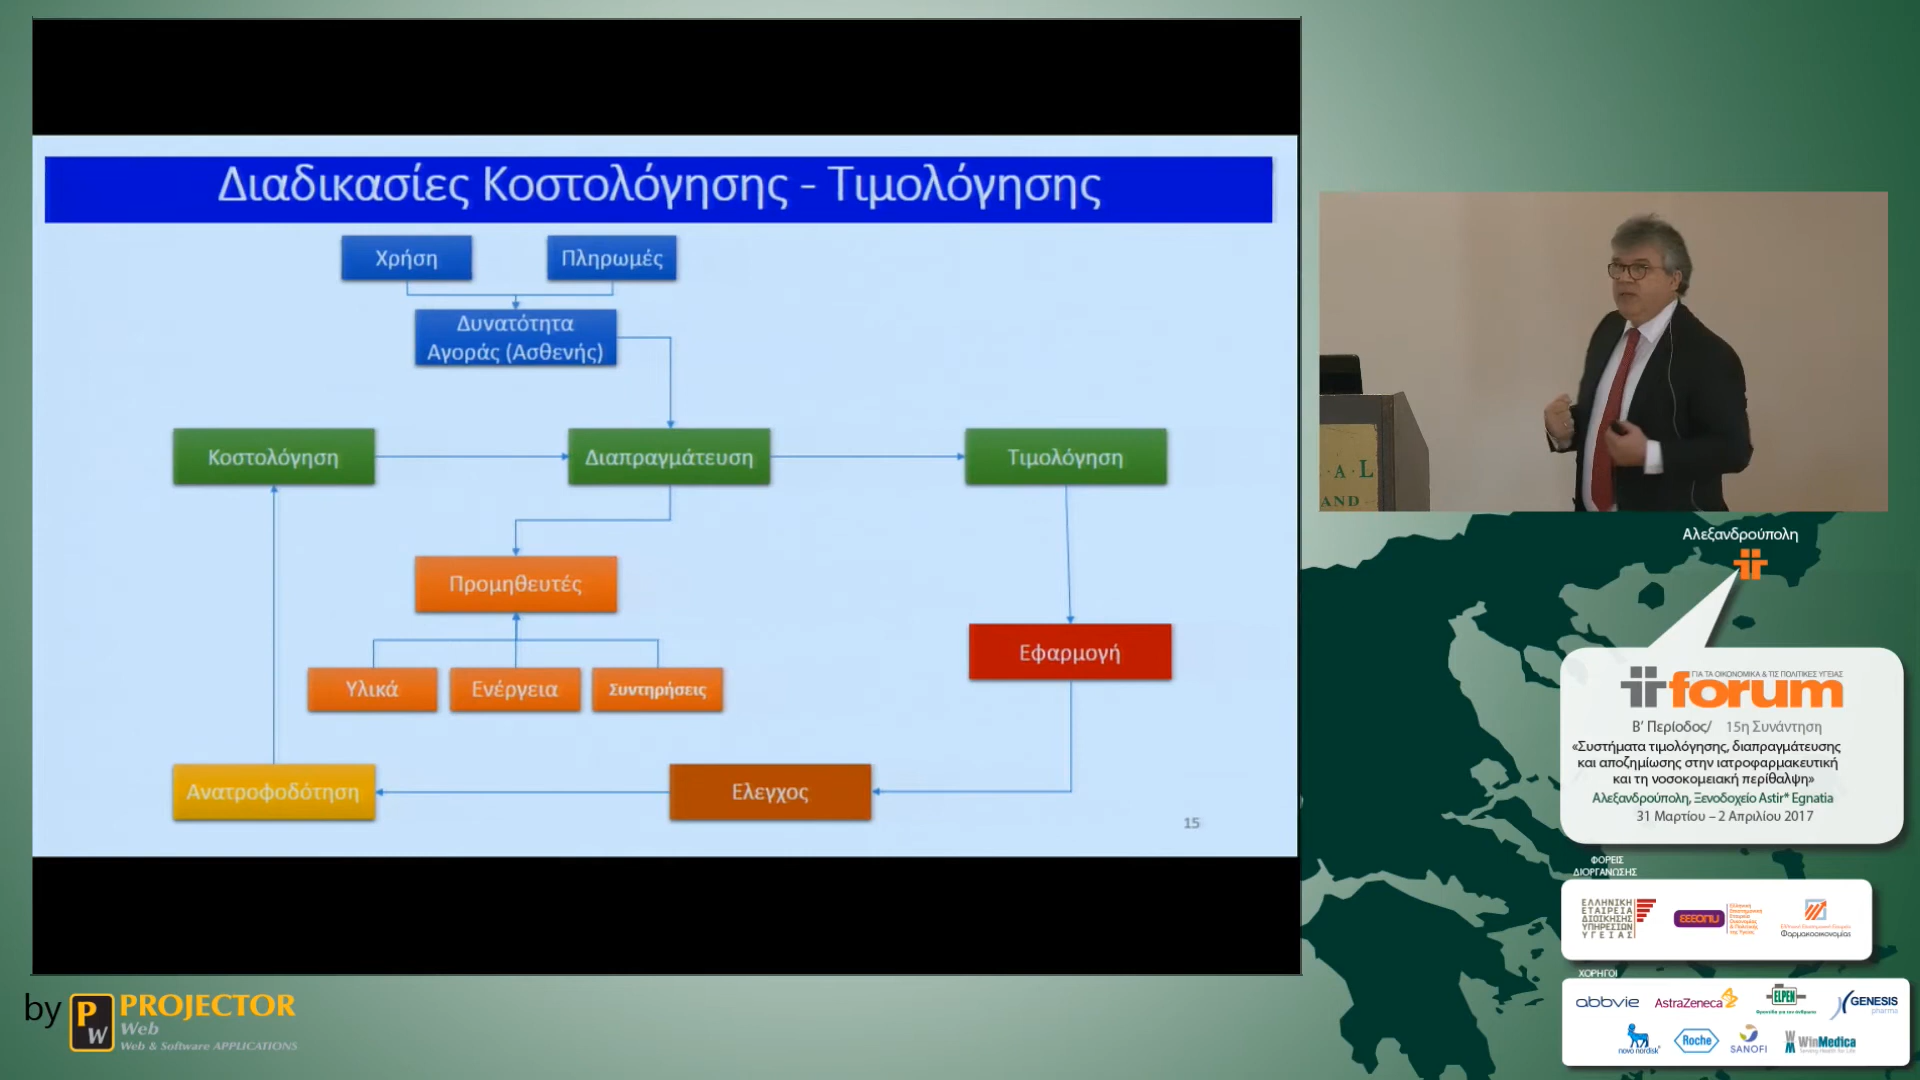 Διαδικασίες Κοστολόγησης - Τιμολόγησης
Χρήση
Πληρωμές
Δυνατότητα
Αγοράς (Ασθενής)
Κοστολόγηση
Διαπραγμάτευση
Τιμολόγηση
Προμηθευτές
Εφαρμογή
Υλικά
Ενέργεια
Συντηρήσεις
Ανατροφοδότηση
Ελεγχος
15
A · L
AND
Αλεξανδρούπολη
ΓΙΑ ΤΑ ΟΙΚΟΝΟΜΙΚΑ & ΤΙΣ ΠΟΛΙΤΙΚΕΣ ΥΓΕΙΑΣ
forum
Β' Περίοδος/ 15η Συνάντηση
«Συστήματα τιμολόγησης, διαπραγμάτευσης
και αποζημίωσης στην ιατροφαρμακευτική
και τη νοσοκομειακή περίθαλψη»
Αλεξανδρούπολη, Ξενοδοχείο Astir* Egnatia
31 Μαρτίου – 2 Απριλίου 2017
ΦΟΡΕΙΣ
ΔΙΟΡΓΑΝΩΣΗΣ
ΕΛΛΗΝΙΚΗ
ΕΤΑΙΡΕΙΑ
ΔΙΟΙΚΗΣΗΣ
ΥΠΗΡΕΣΙΩΝ
ΥΓΕΙΑΣ
Φαρμακοοικονομίας
ΧΟΡΗΓΟΙ
abbvie
AstraZeneca
ELPEN
GENESIS
pharma
novo nordisk
Roche
SANOFI
WinMedica
by
PW
PROJECTOR
Web
Web & Software APPLICATIONS